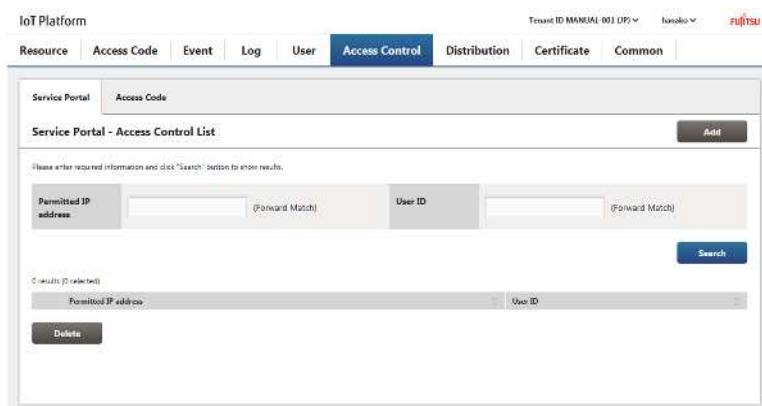 IoT Platform
Tenant ID MANUAL-001 (JP) hanako FUJITSU
Resource Access Code Event Log User Access Control Distribution Certificate Common
Service Portal Access Code
Service Portal - Access Control List Add
Please enter required information and click "Search" button to show results.
Permitted IP address (Forward Match) User ID (Forward Match)
Search
0 results (0 selected)
Permitted IP address User ID
Delete